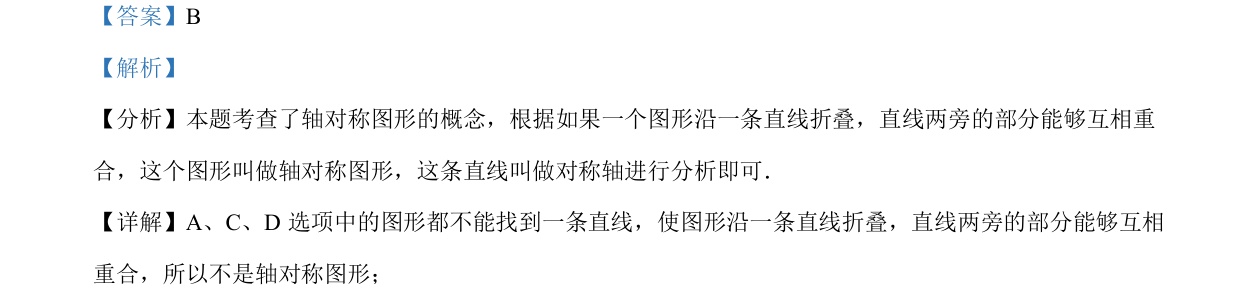 【答案】B
【解析】
【分析】本题考查了轴对称图形的概念，根据如果一个图形沿一条直线折叠，直线两旁的部分能够互相重
合，这个图形叫做轴对称图形，这条直线叫做对称轴进行分析即可．
【详解】A、C、D 选项中的图形都不能找到一条直线，使图形沿一条直线折叠，直线两旁的部分能够互相
重合，所以不是轴对称图形；